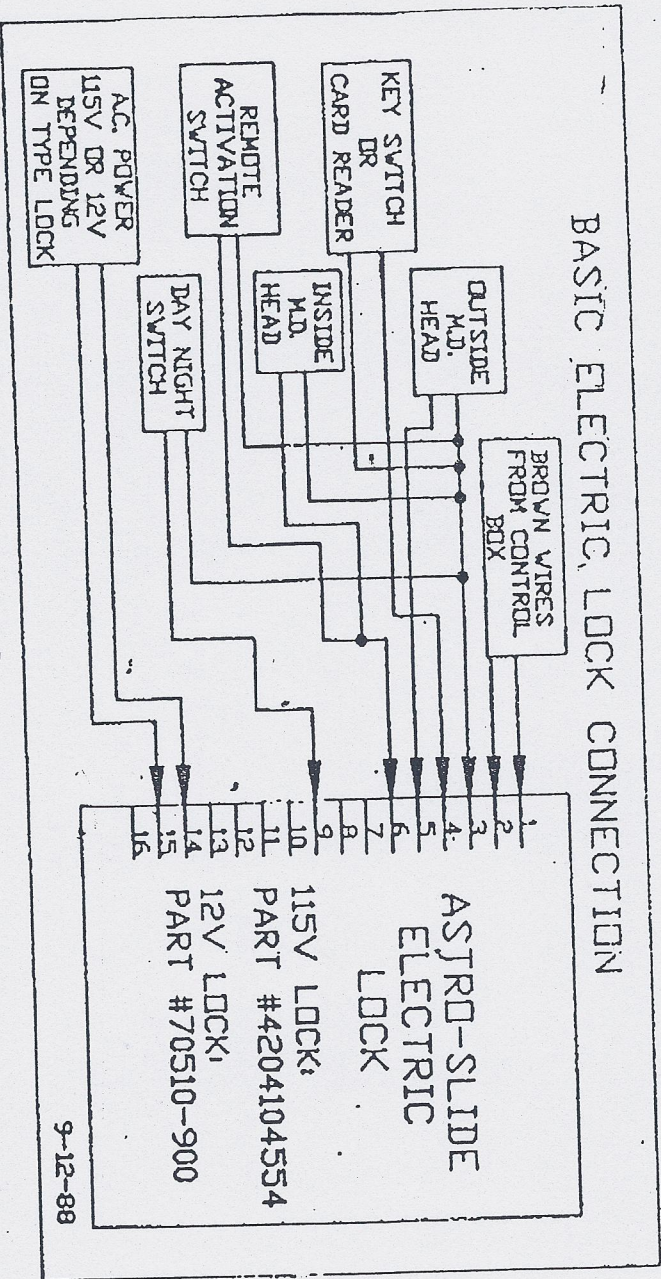 BASIC ELECTRIC LOCK CONNECTION
BROWN WIRES
FROM CONTROL
BOX
OUTSIDE
M.D.
HEAD
KEY SWITCH
OR
CARD READER
INSIDE
M.D.
HEAD
REMOTE
ACTIVATION
SWITCH
DAY NIGHT
SWITCH
A.C. POWER
115V OR 12V
DEPENDING
ON TYPE LOCK
1
2
3
4
5
6
7
8
9
10
11
12
13
14
15
16
ASTRO-SLIDE
ELECTRIC
LOCK
115V LOCK:
PART #4204104554
12V LOCK:
PART #70510-900
9-12-88